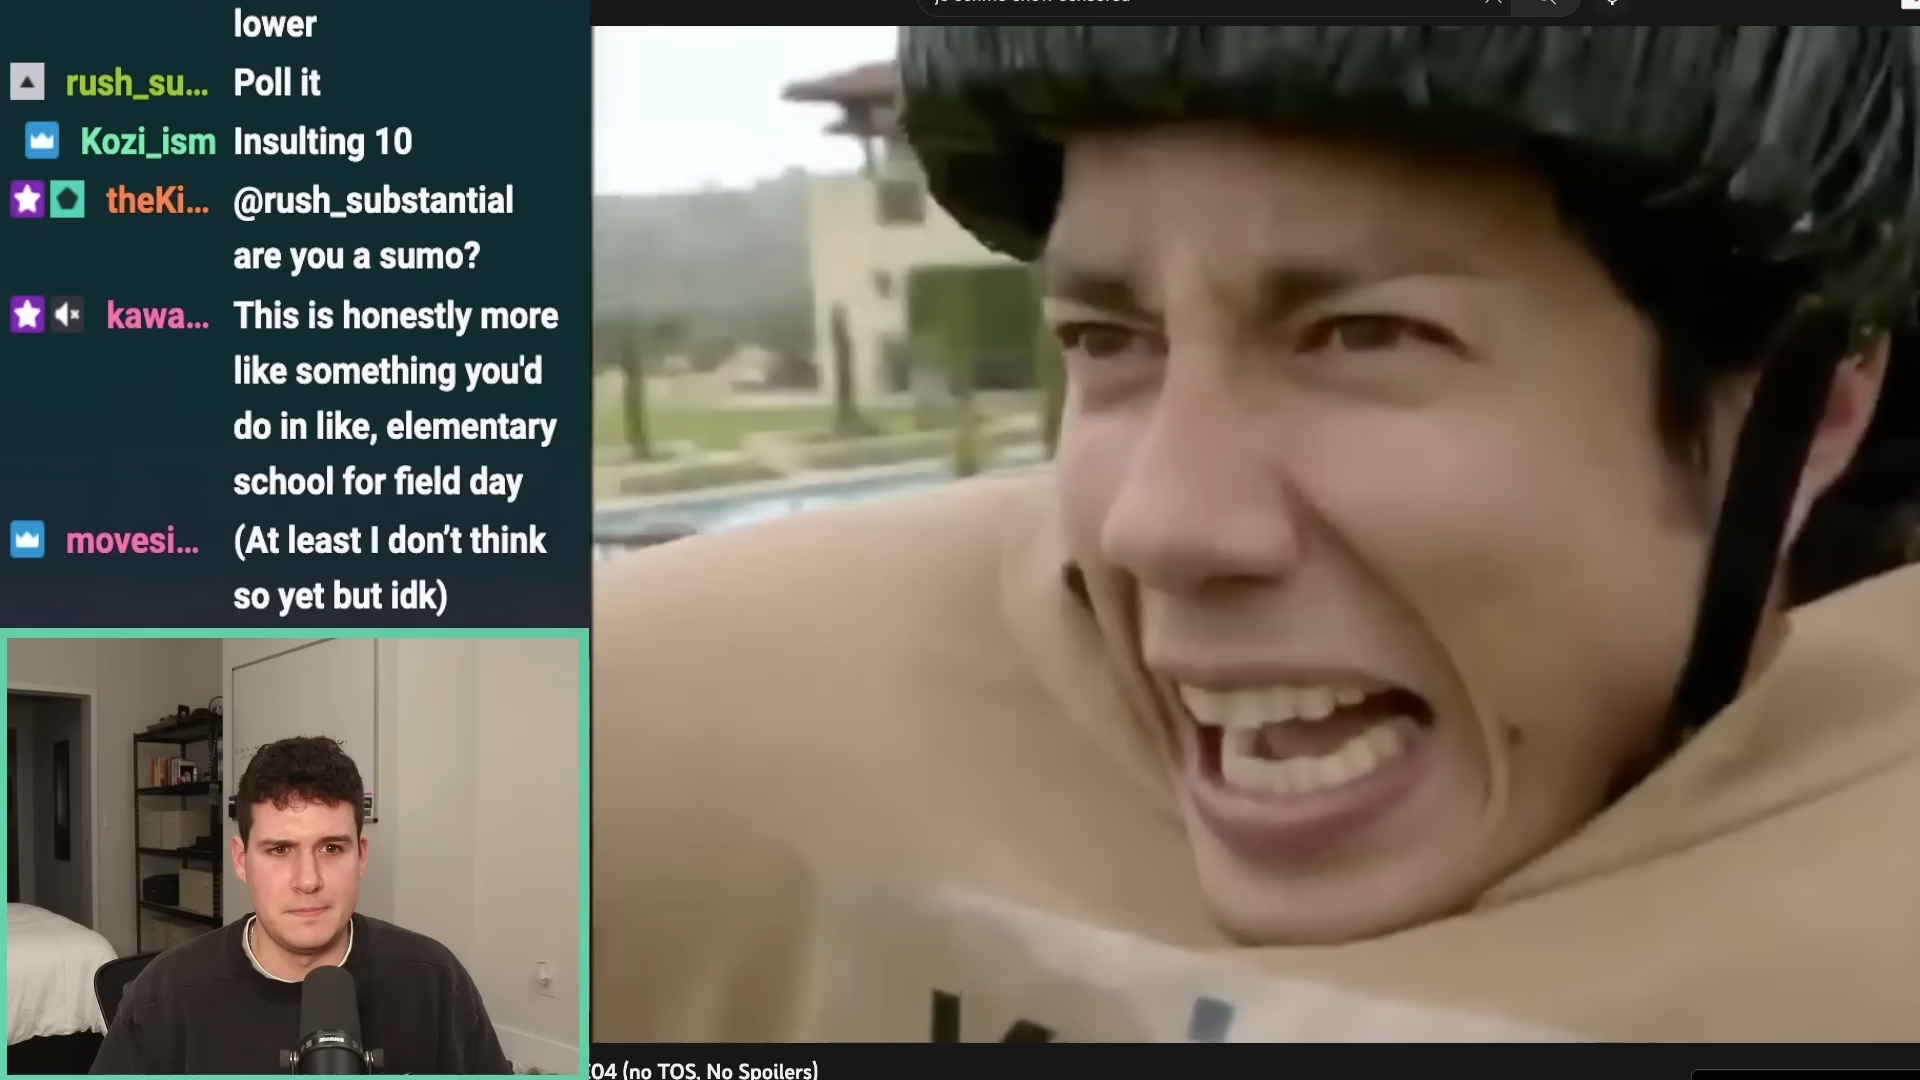 lower
rush_su... Poll it
Kozi_ism Insulting 10
theKi... @rush_substantial
are you a sumo?
kawa... This is honestly more
like something you'd
do in like, elementary
school for field day
movesi... (At least I don’t think
so yet but idk)
04 (no TOS, No Spoilers)